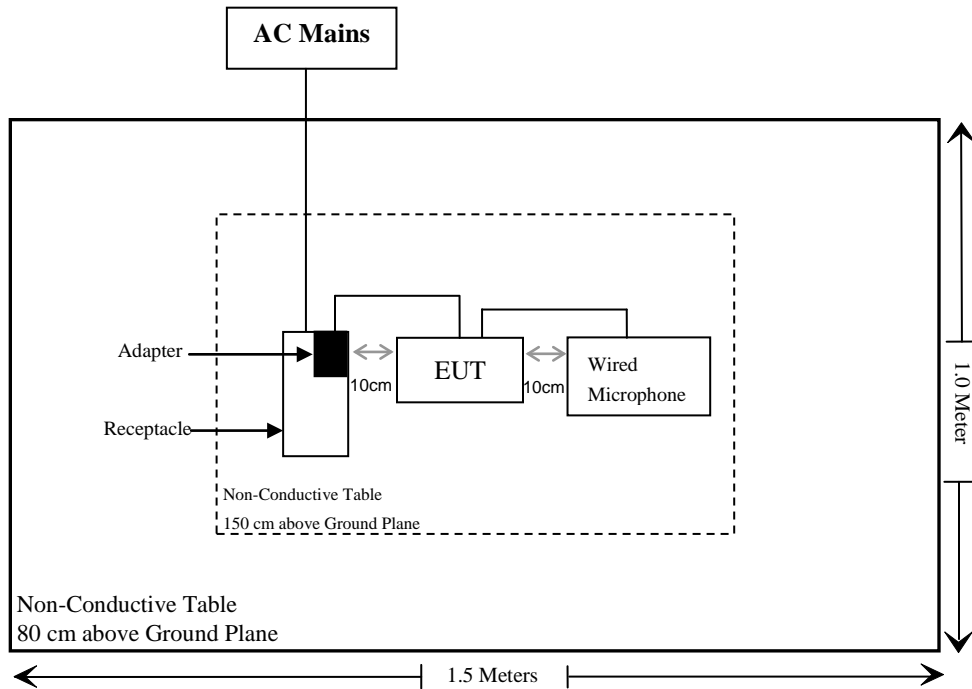 AC Mains
Adapter
10cm
EUT
10cm
Wired
Microphone
1.0 Meter
Receptacle
Non-Conductive Table
150 cm above Ground Plane
Non-Conductive Table
80 cm above Ground Plane
1.5 Meters